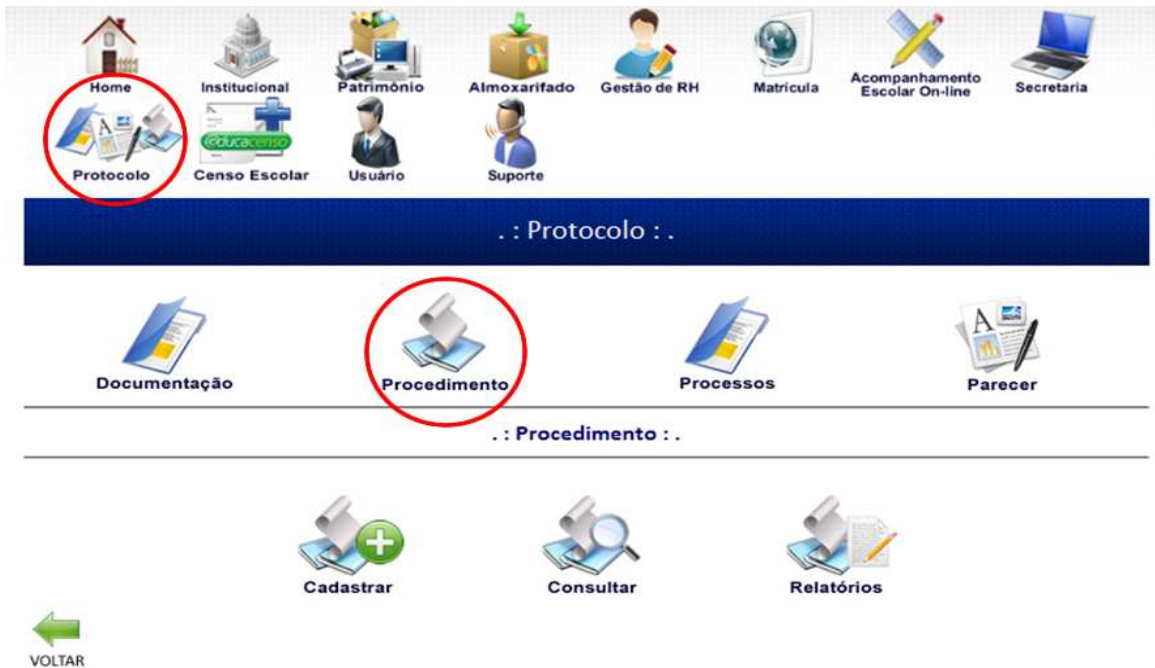 Home
Institucional
Patrimônio
Almoxarifado
Gestão de RH
Matrícula
Acompanhamento
Escolar On-line
Secretaria
Protocolo
@educacenso
Censo Escolar
Usuário
Suporte
. : Protocolo : .
Documentação
Procedimento
Processos
Parecer
. : Procedimento : .
Cadastrar
Consultar
Relatórios
VOLTAR